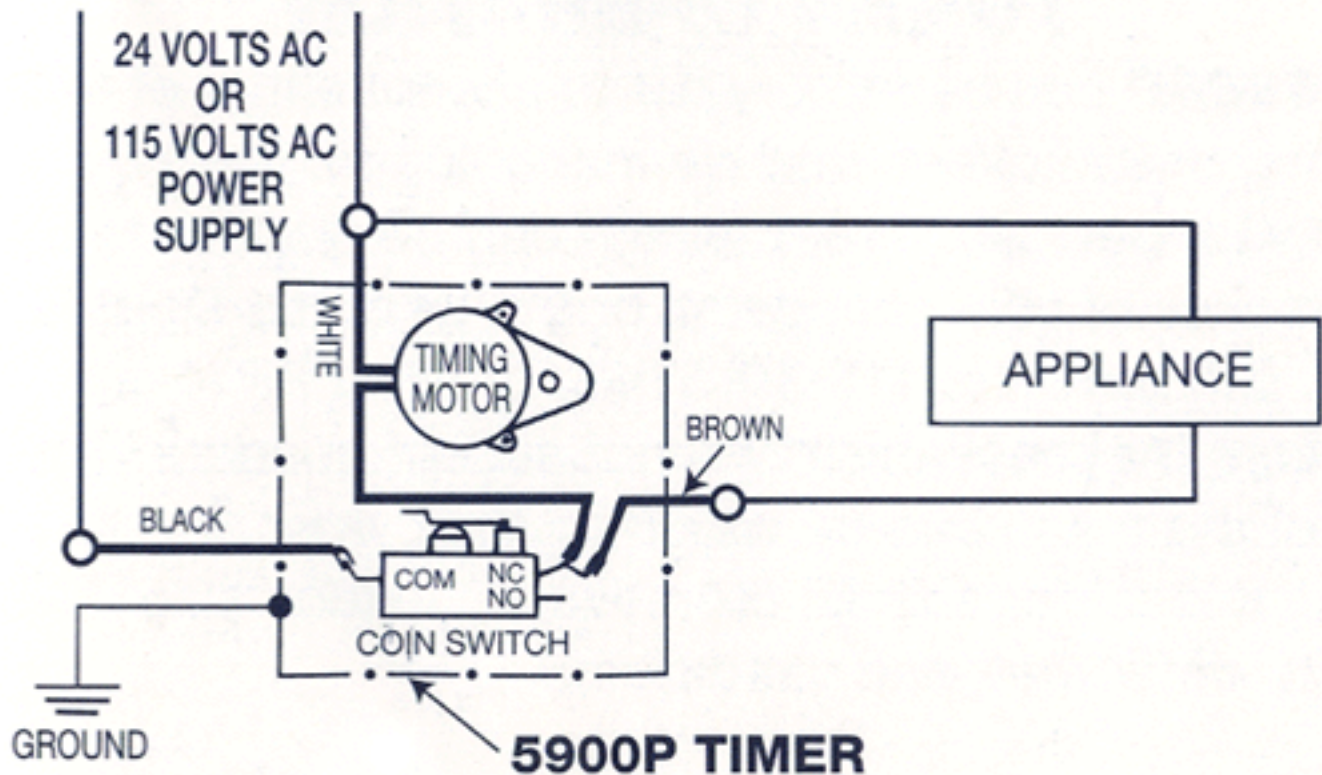 24 VOLTS AC
OR
115 VOLTS AC
POWER
SUPPLY
WHITE
TIMING
MOTOR
APPLIANCE
BROWN
BLACK
COM
NC
NO
COIN SWITCH
GROUND
5900P TIMER